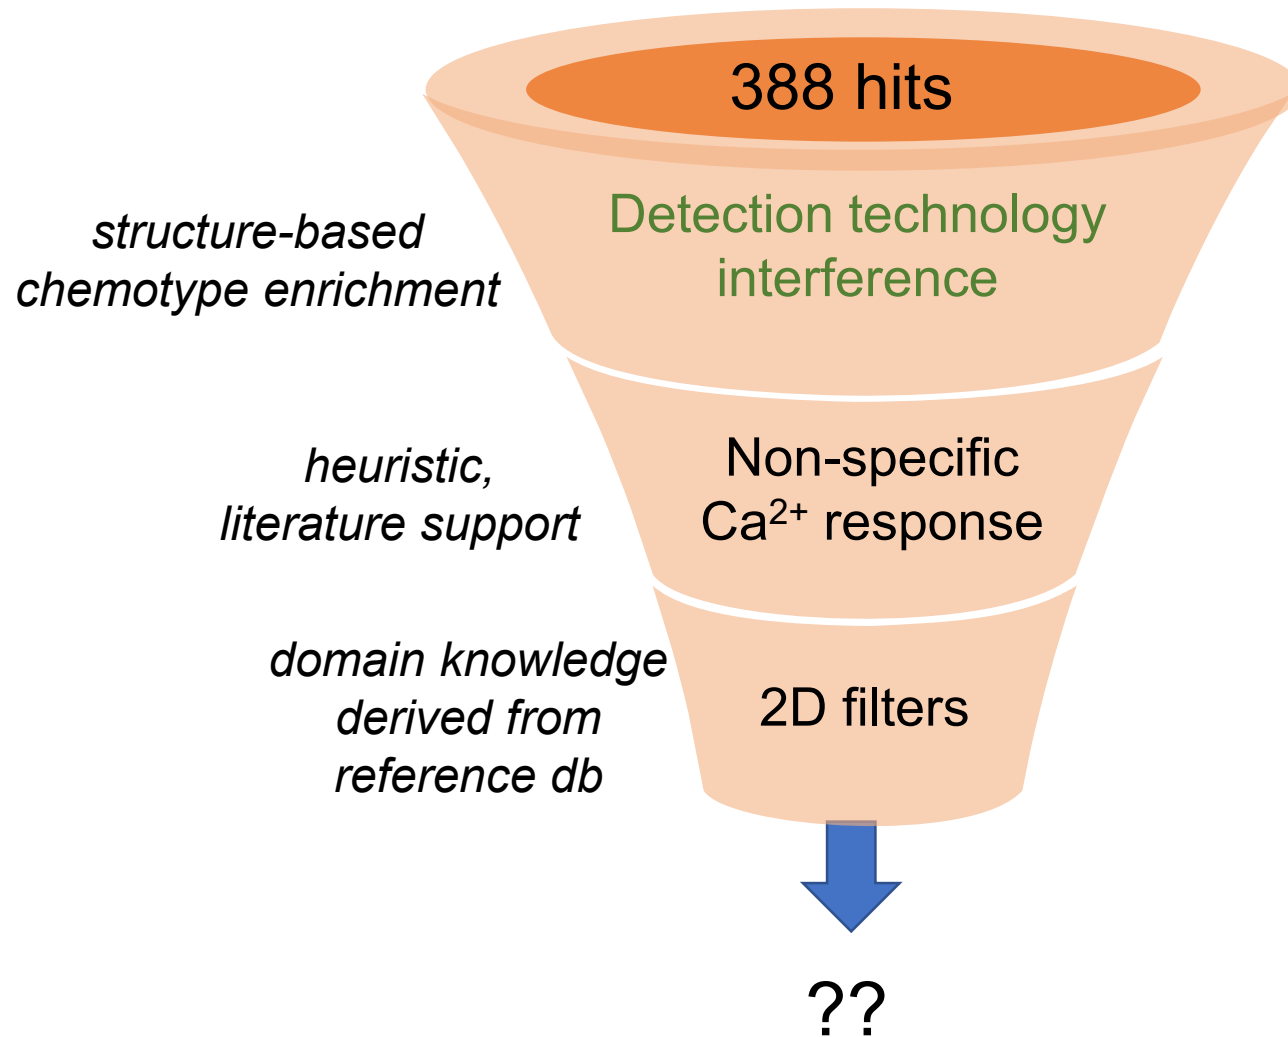 388 hits
structure-based
chemotype enrichment
Detection technology
interference
heuristic,
literature support
Non-specific
Ca²⁺ response
domain knowledge
derived from
reference db
2D filters
??